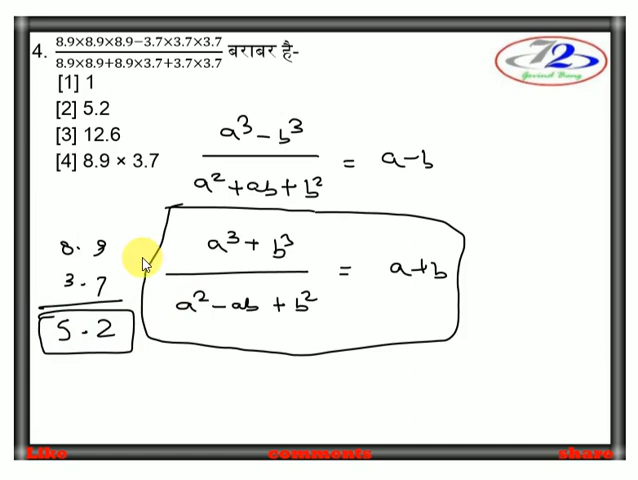 4. 8.9×8.9×8.9−3.7×3.7×3.7 / 8.9×8.9+8.9×3.7+3.7×3.7 बराबर है-
[1] 1
[2] 5.2
[3] 12.6
[4] 8.9 × 3.7
72
Govind Bang
a³ − b³ / a² + ab + b² = a − b
a³ + b³ / a² − ab + b² = a + b
8.9
3.7
5.2
Like comments share